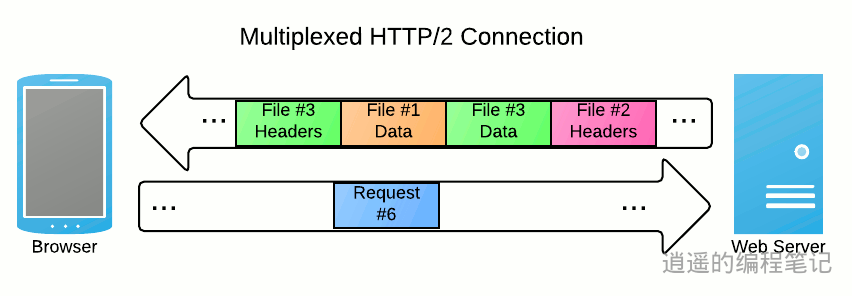 Multiplexed HTTP/2 Connection
... File #3 Headers File #1 Data File #3 Data File #2 Headers ...
... Request #6 ...
Browser
Web Server
逍遥的编程笔记